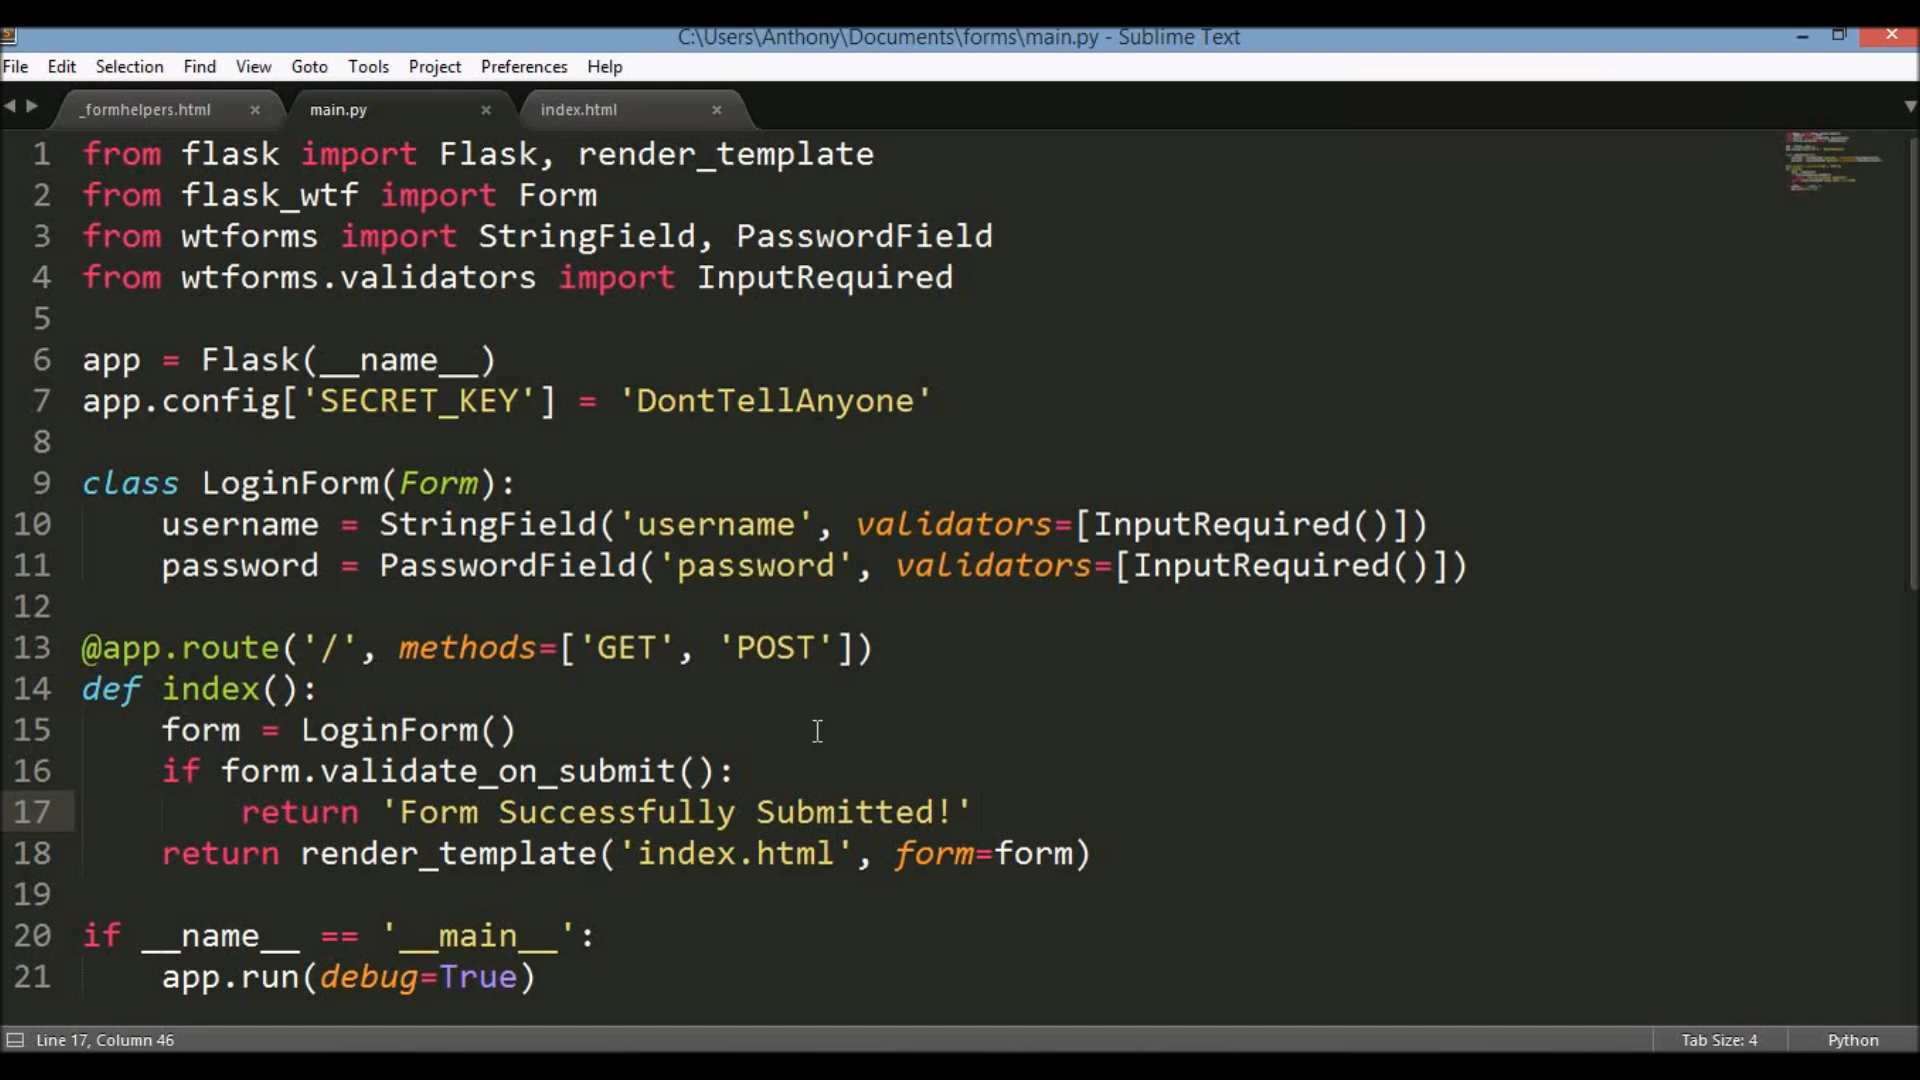 C:\Users\Anthony\Documents\forms\main.py - Sublime Text
File Edit Selection Find View Goto Tools Project Preferences Help
_formhelpers.html × main.py × index.html ×
1 from flask import Flask, render_template
2 from flask_wtf import Form
3 from wtforms import StringField, PasswordField
4 from wtforms.validators import InputRequired
5
6 app = Flask(__name__)
7 app.config['SECRET_KEY'] = 'DontTellAnyone'
8
9 class LoginForm(Form):
10     username = StringField('username', validators=[InputRequired()])
11     password = PasswordField('password', validators=[InputRequired()])
12
13 @app.route('/', methods=['GET', 'POST'])
14 def index():
15     form = LoginForm()
16     if form.validate_on_submit():
17         return 'Form Successfully Submitted!'
18     return render_template('index.html', form=form)
19
20 if __name__ == '__main__':
21     app.run(debug=True)
Line 17, Column 46 Tab Size: 4 Python